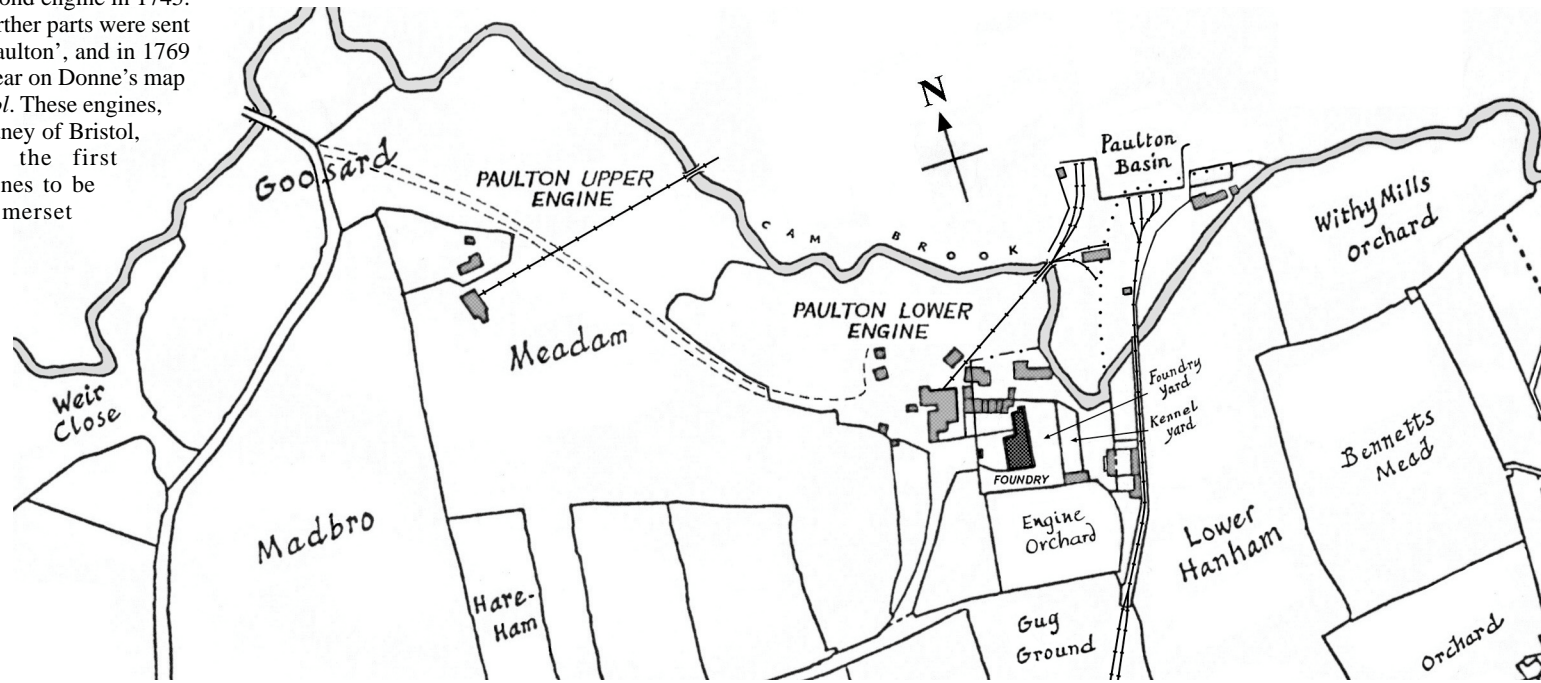 ond engine in 1745.
rther parts were sent
aulton’, and in 1769
ear on Donne’s map
ol. These engines,
ney of Bristol,
the first
nes to be
merset
N
Paulton
Basin
Goosard
PAULTON UPPER
ENGINE
CAM BROOK
Withy Mills
Orchard
PAULTON LOWER
ENGINE
Meadam
Weir
Close
Foundry
Yard
Kennel
yard
Bennetts
Mead
FOUNDRY
Madbro
Engine
Orchard
Lower
Hanham
Hare-
Ham
Gug
Ground
Orchard